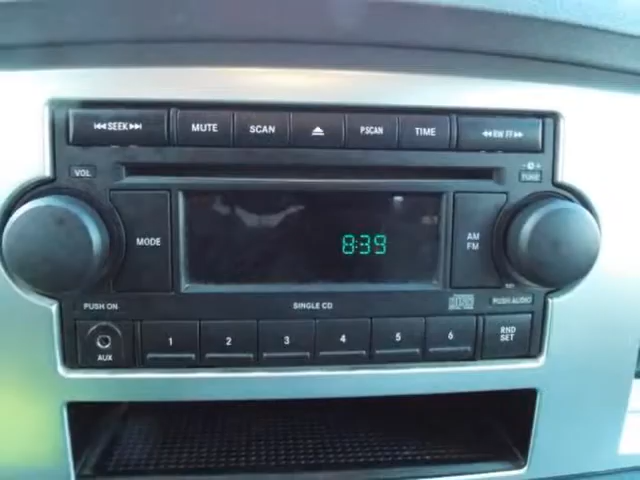 ⏮SEEK⏭ MUTE SCAN ⏏ PSCAN TIME ◀◀ RW FF ▶▶
VOL TUNE
MODE 8:39 AM
FM
PUSH ON SINGLE CD PUSH AUDIO
AUX 1 2 3 4 5 6 RND
SET